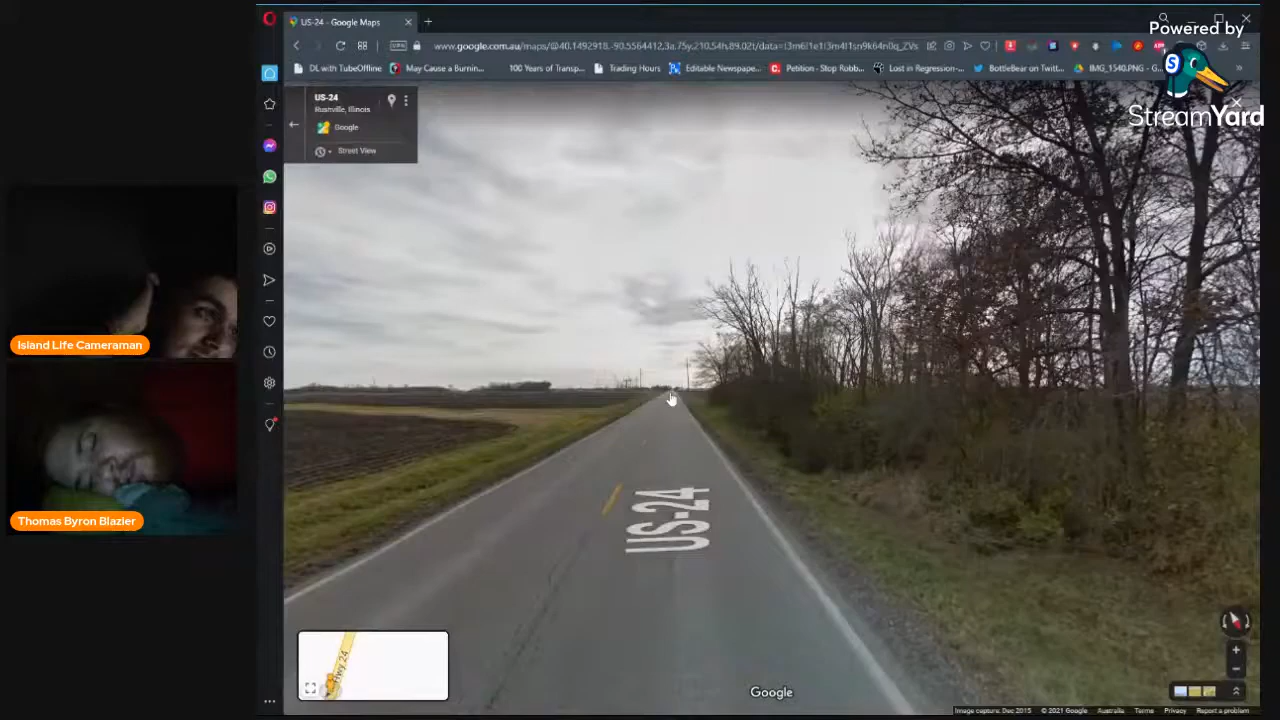 US-24 - Google Maps
Powered by
www.google.com.au/maps/@40.1492918,-90.5564412,3a,75y,210.54h,89.02t/data=!3m6!1e1!3m4!1sn9k64n0q_ZVs
VPN
DL with TubeOffline
May Cause a Burnin...
100 Years of Transp...
Trading Hours
Editable Newspape...
Petition - Stop Robb...
Lost in Regression-...
BottleBear on Twitt...
IMG_1540.PNG - G...
StreamYard
US-24
Rushville, Illinois
Google
Street View
Island Life Cameraman
Thomas Byron Blazier
US-24
Hwy 24
Google
Image capture: Dec 2015 © 2021 Google Australia Terms Privacy Report a problem